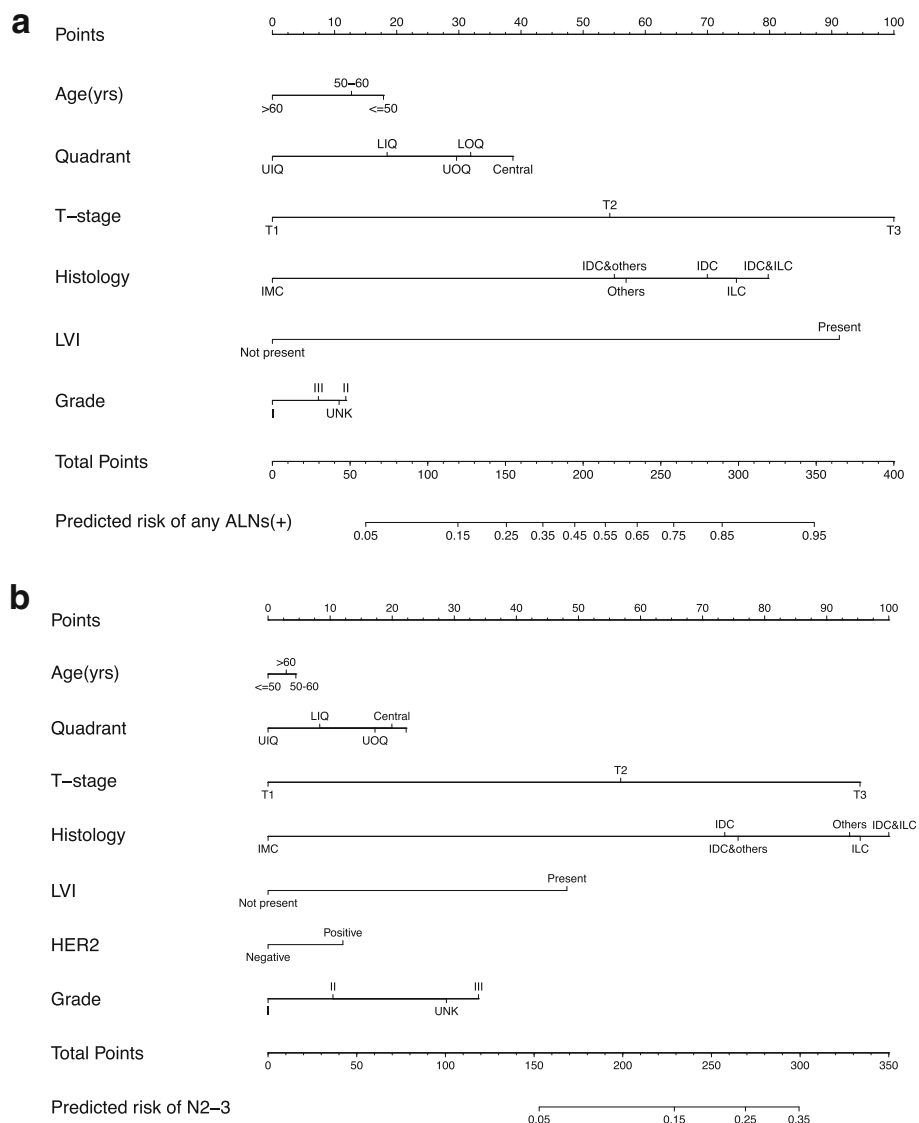 a
Points
0 10 20 30 40 50 60 70 80 90 100
50–60
Age(yrs)
>60 <=50
LIQ LOQ
Quadrant
UIQ UOQ Central
T2
T–stage
T1 T3
IDC&others IDC IDC&ILC
Histology
IMC Others ILC
Present
LVI
Not present
III II
Grade
I UNK
Total Points
0 50 100 150 200 250 300 350 400
Predicted risk of any ALNs(+)
0.05 0.15 0.25 0.35 0.45 0.55 0.65 0.75 0.85 0.95
b
0 10 20 30 40 50 60 70 80 90 100
Points
>60
Age(yrs)
<=50 50-60
LIQ Central
Quadrant
UIQ UOQ
T2
T–stage
T1 T3
IDC Others IDC&ILC
Histology
IMC IDC&others ILC
Present
LVI
Not present
Positive
HER2
Negative
II III
Grade
I UNK
Total Points
0 50 100 150 200 250 300 350
Predicted risk of N2–3
0.05 0.15 0.25 0.35